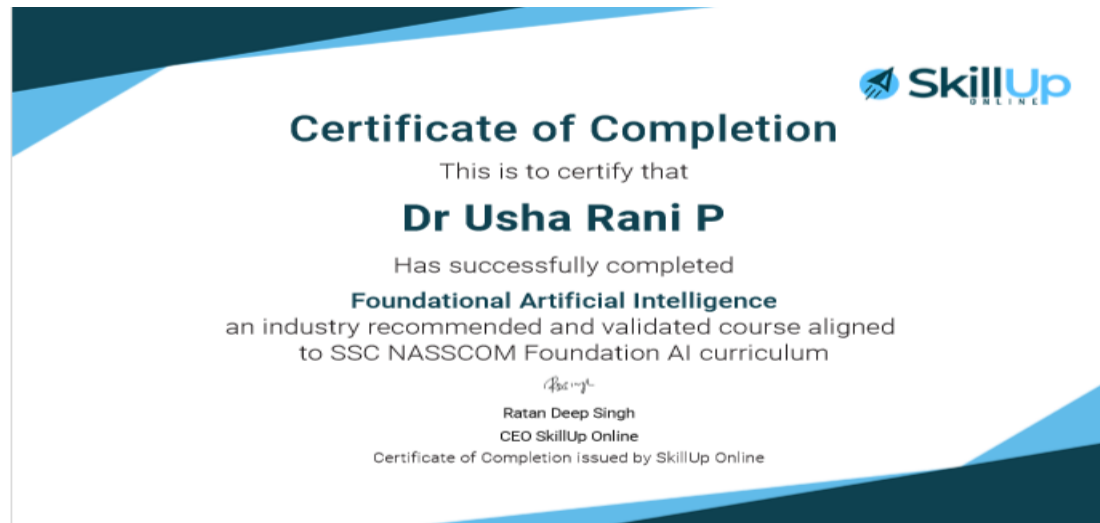 SkillUp
ONLINE
Certificate of Completion
This is to certify that
Dr Usha Rani P
Has successfully completed
Foundational Artificial Intelligence
an industry recommended and validated course aligned
to SSC NASSCOM Foundation AI curriculum
Ratan Deep Singh
CEO SkillUp Online
Certificate of Completion issued by SkillUp Online